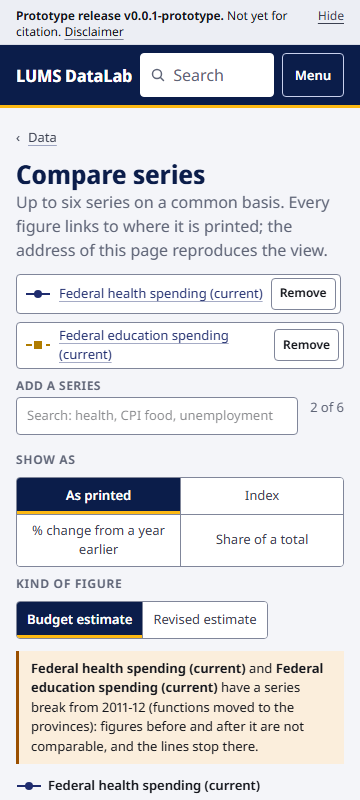 Prototype release v0.0.1-prototype. Not yet for
citation. Disclaimer
Hide
LUMS DataLab
Search
Menu
‹ Data
Compare series
Up to six series on a common basis. Every
figure links to where it is printed; the
address of this page reproduces the view.
Federal health spending (current)
Remove
Federal education spending
(current)
Remove
ADD A SERIES
Search: health, CPI food, unemployment
2 of 6
SHOW AS
As printed
Index
% change from a year
earlier
Share of a total
KIND OF FIGURE
Budget estimate
Revised estimate
Federal health spending (current) and Federal
education spending (current) have a series
break from 2011-12 (functions moved to the
provinces): figures before and after it are not
comparable, and the lines stop there.
Federal health spending (current)